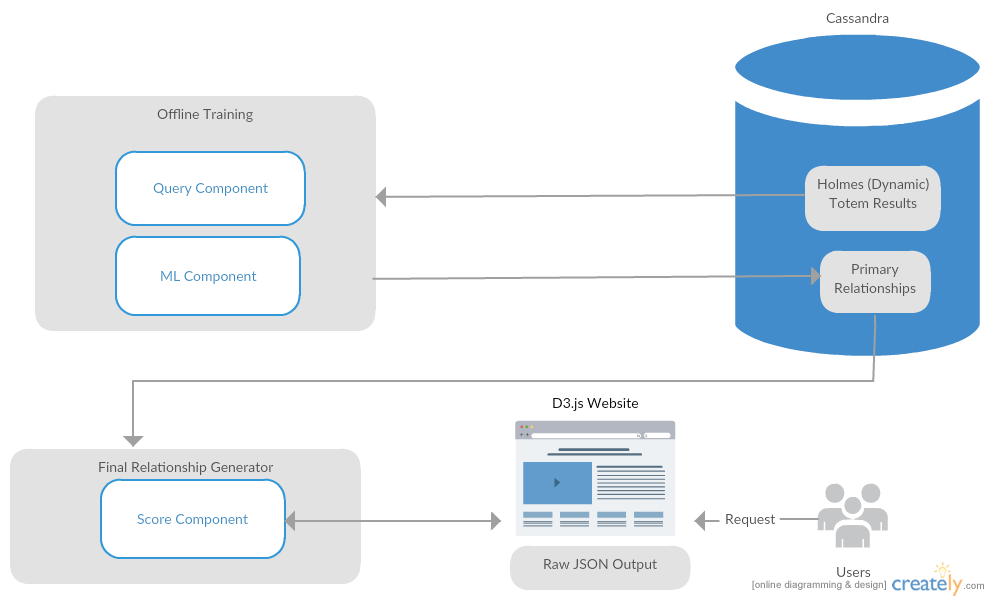 Cassandra
Offline Training
Query Component
Holmes (Dynamic)
Totem Results
ML Component
Primary
Relationships
D3.js Website
Final Relationship Generator
Score Component
Request
Raw JSON Output
Users
[online diagramming & design] creately.com